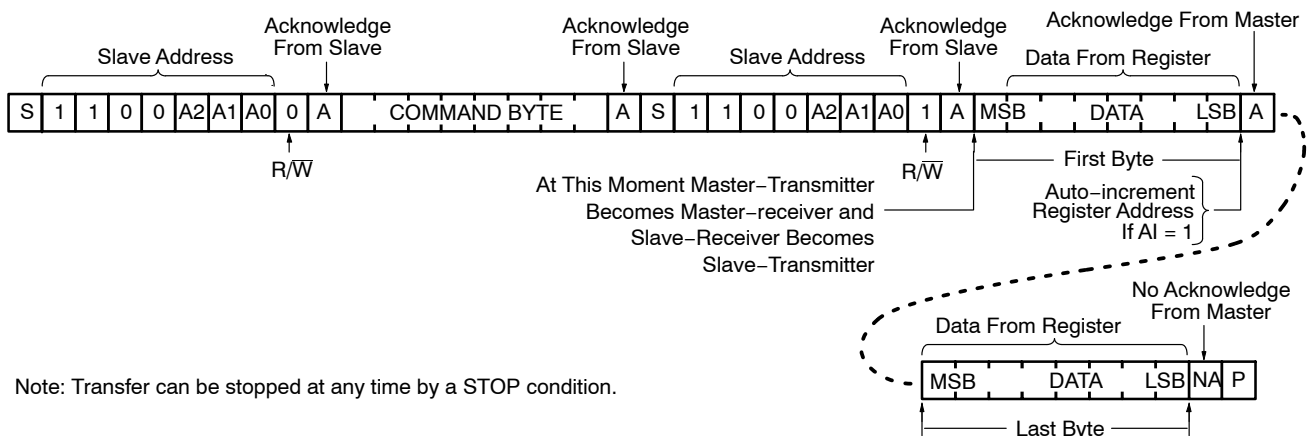 Acknowledge
From Slave
Acknowledge
From Slave
Acknowledge
From Slave
Acknowledge From Master
Slave Address
Slave Address
Data From Register
S 1 1 0 0 A2 A1 A0 0 A COMMAND BYTE A S 1 1 0 0 A2 A1 A0 1 A MSB DATA LSB A
R/W̅
R/W̅
First Byte
At This Moment Master−Transmitter
Becomes Master−receiver and
Slave−Receiver Becomes
Slave−Transmitter
Auto-increment
Register Address
If AI = 1
No Acknowledge
From Master
Data From Register
MSB DATA LSB NA P
Last Byte
Note: Transfer can be stopped at any time by a STOP condition.